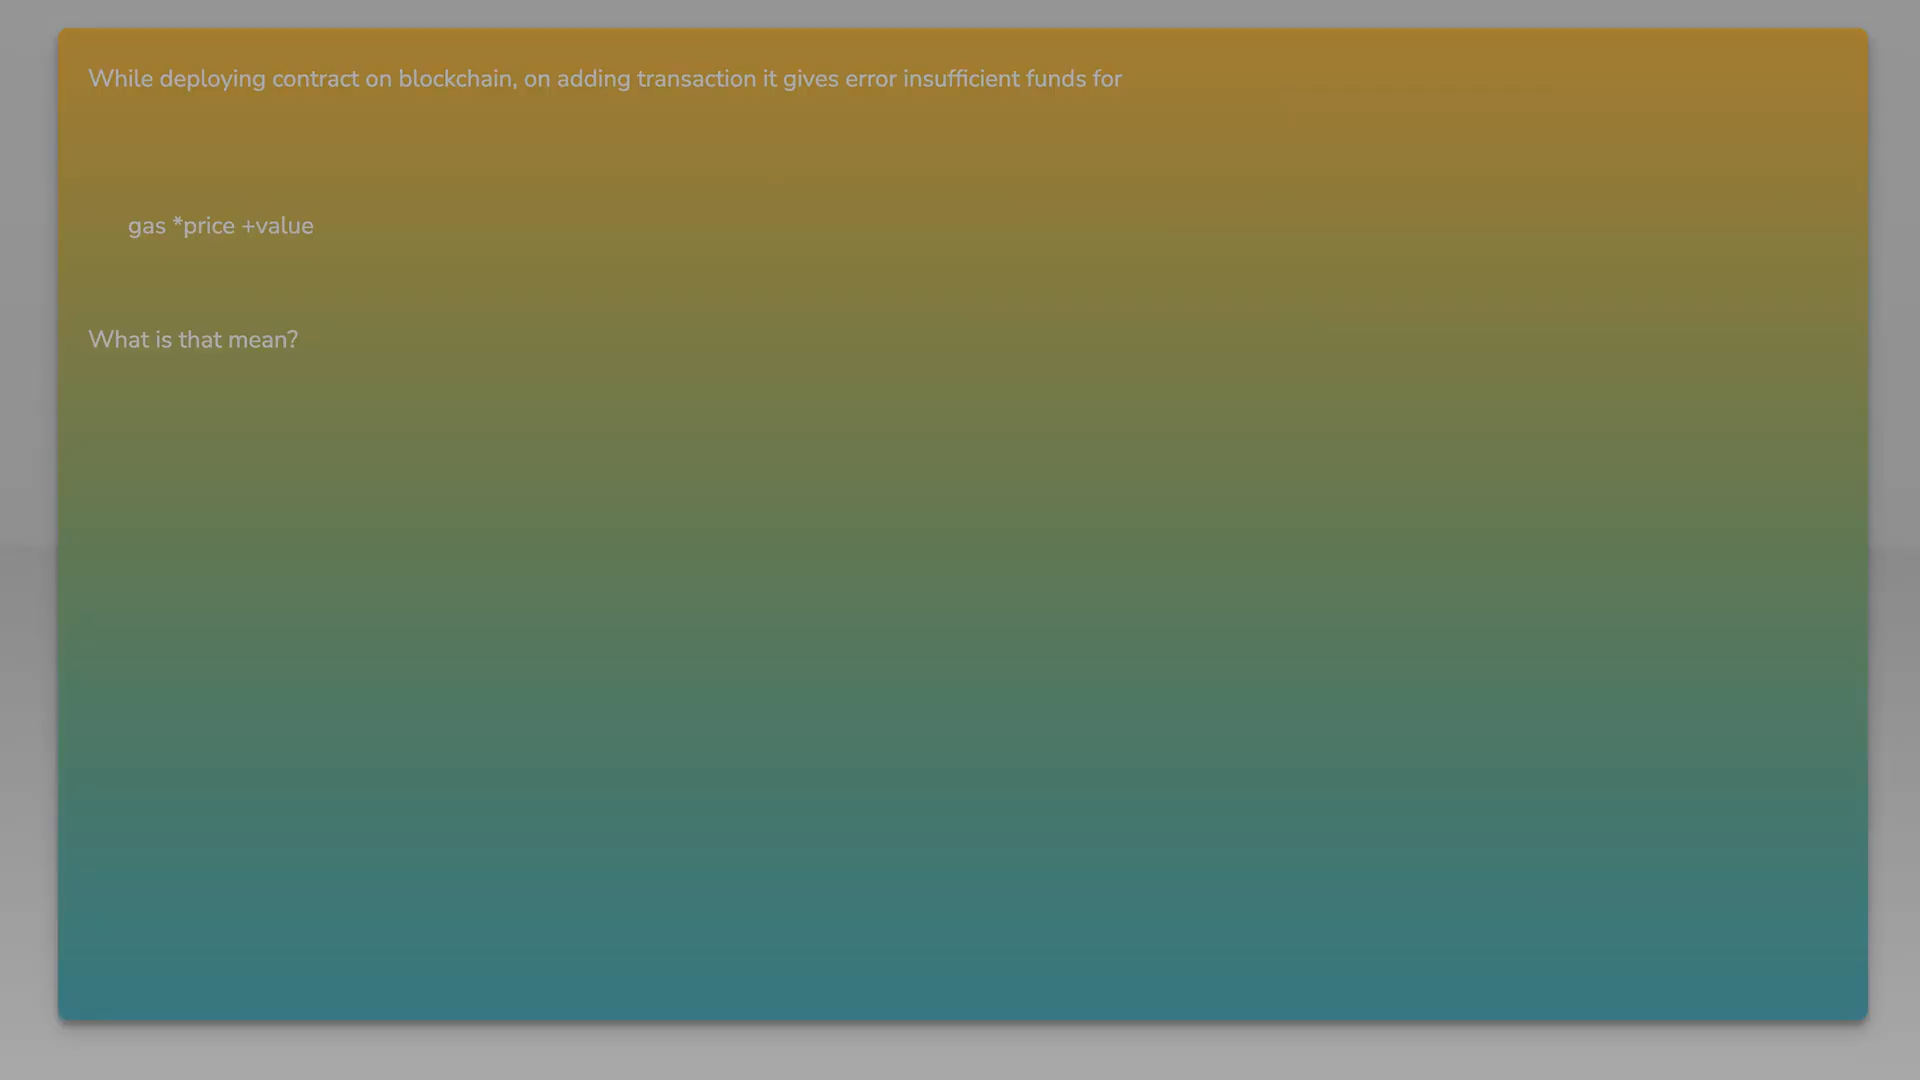 While deploying contract on blockchain, on adding transaction it gives error insufficient funds for
gas *price +value
What is that mean?